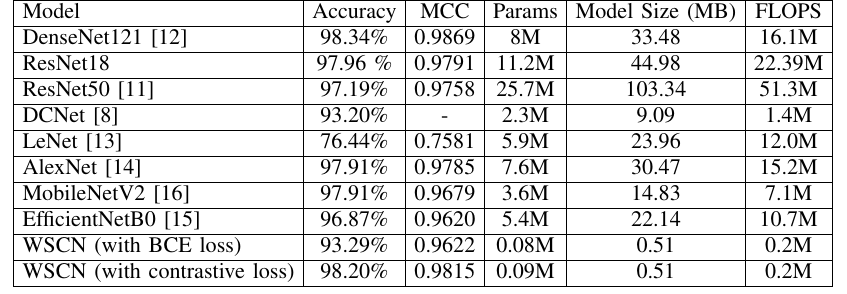 Model Accuracy MCC Params Model Size (MB) FLOPS
DenseNet121 [12] 98.34% 0.9869 8M 33.48 16.1M
ResNet18 97.96 % 0.9791 11.2M 44.98 22.39M
ResNet50 [11] 97.19% 0.9758 25.7M 103.34 51.3M
DCNet [8] 93.20% - 2.3M 9.09 1.4M
LeNet [13] 76.44% 0.7581 5.9M 23.96 12.0M
AlexNet [14] 97.91% 0.9785 7.6M 30.47 15.2M
MobileNetV2 [16] 97.91% 0.9679 3.6M 14.83 7.1M
EfficientNetB0 [15] 96.87% 0.9620 5.4M 22.14 10.7M
WSCN (with BCE loss) 93.29% 0.9622 0.08M 0.51 0.2M
WSCN (with contrastive loss) 98.20% 0.9815 0.09M 0.51 0.2M